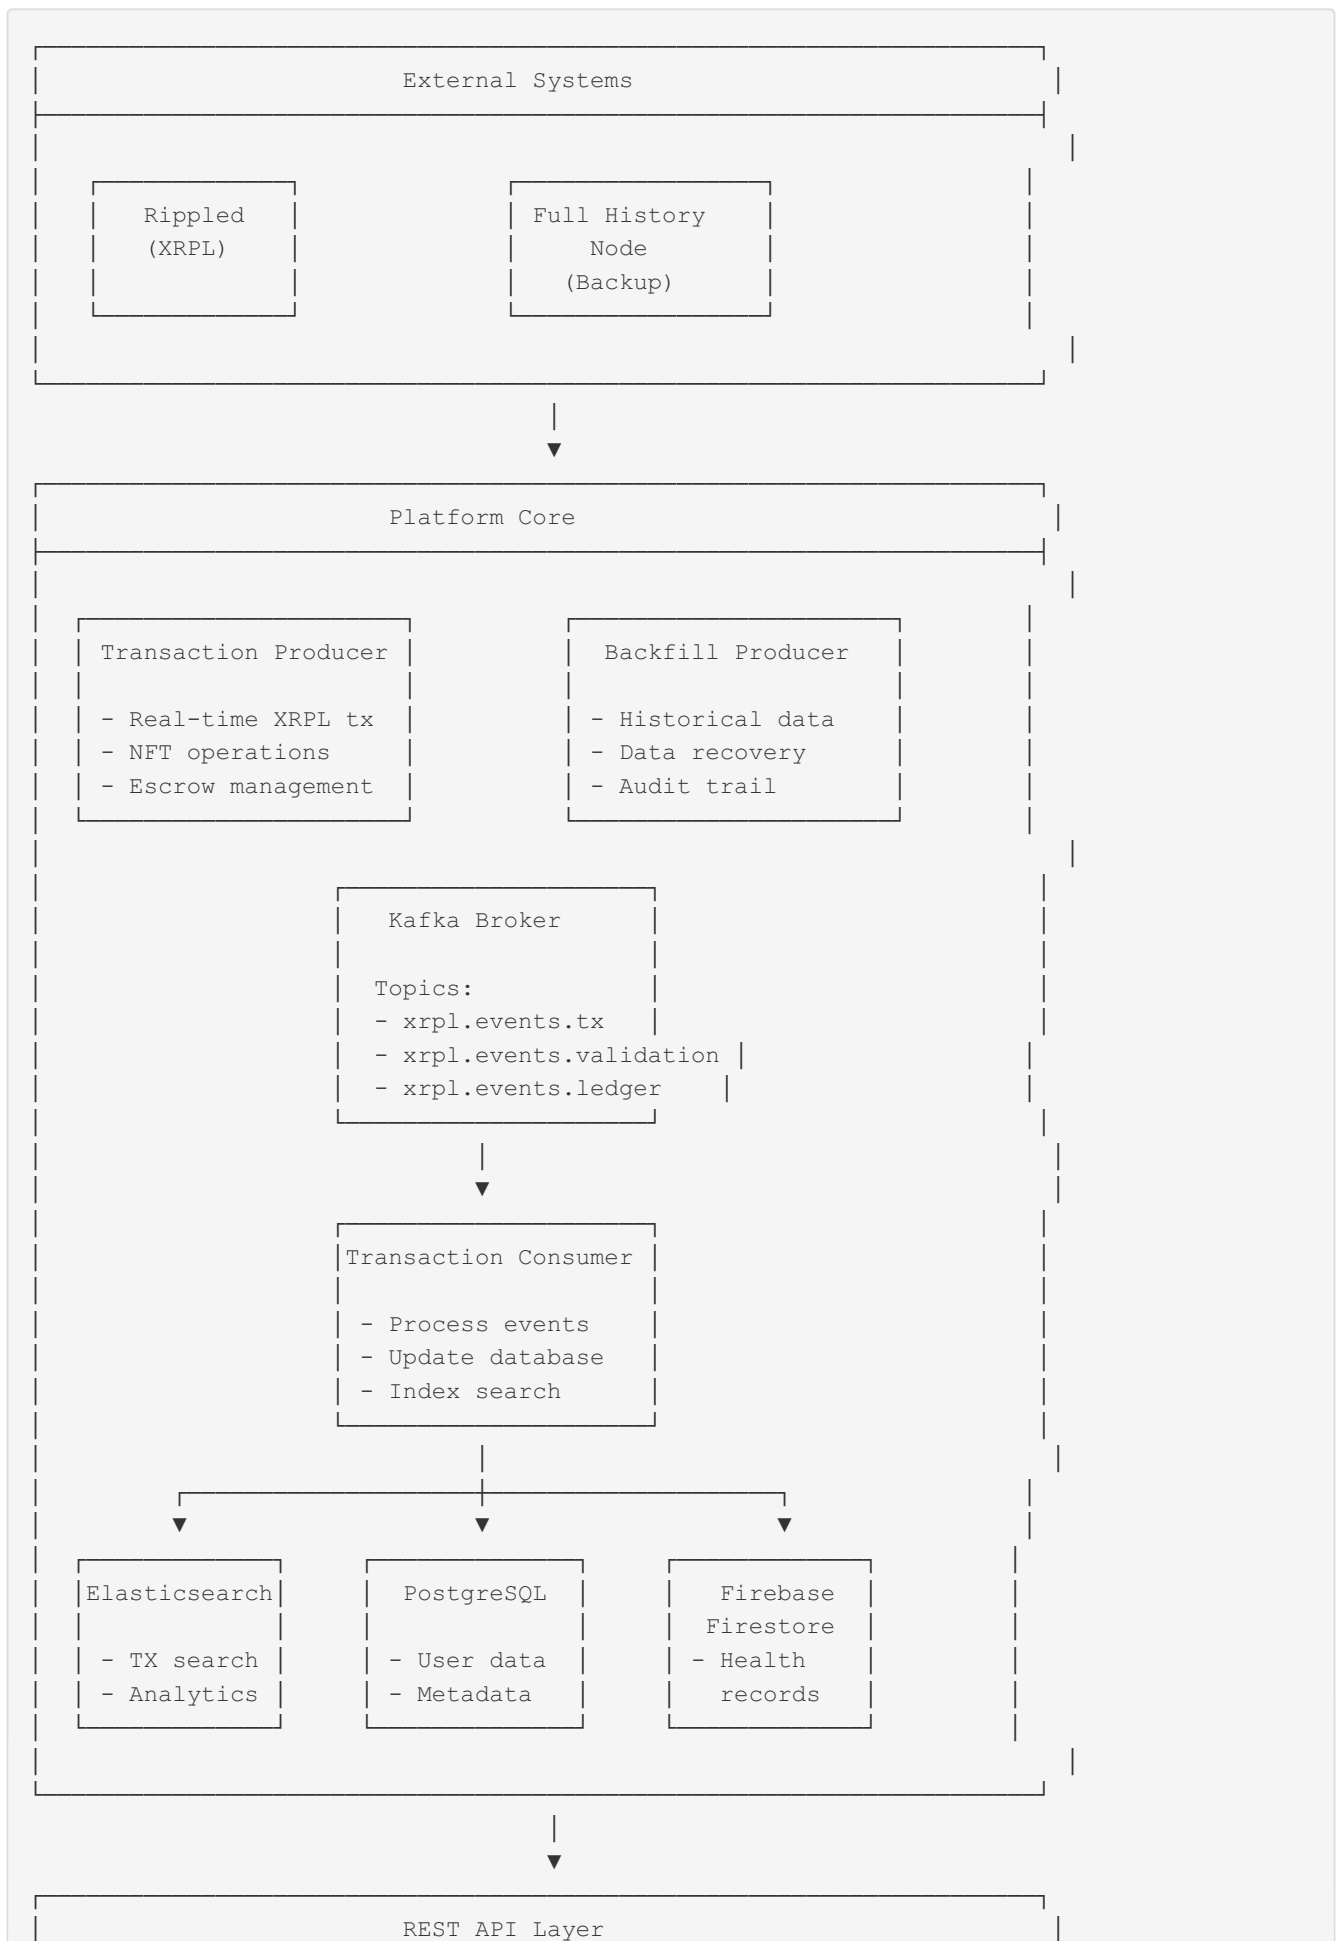 External Systems
Rippled Full History
(XRPL) Node
(Backup)
Platform Core
Transaction Producer Backfill Producer
- Real-time XRPL tx - Historical data
- NFT operations - Data recovery
- Escrow management - Audit trail
Kafka Broker
Topics:
- xrpl.events.tx
- xrpl.events.validation
- xrpl.events.ledger
Transaction Consumer
- Process events
- Update database
- Index search
Elasticsearch PostgreSQL Firebase
Firestore
- TX search - User data - Health
- Analytics - Metadata records
REST API Layer